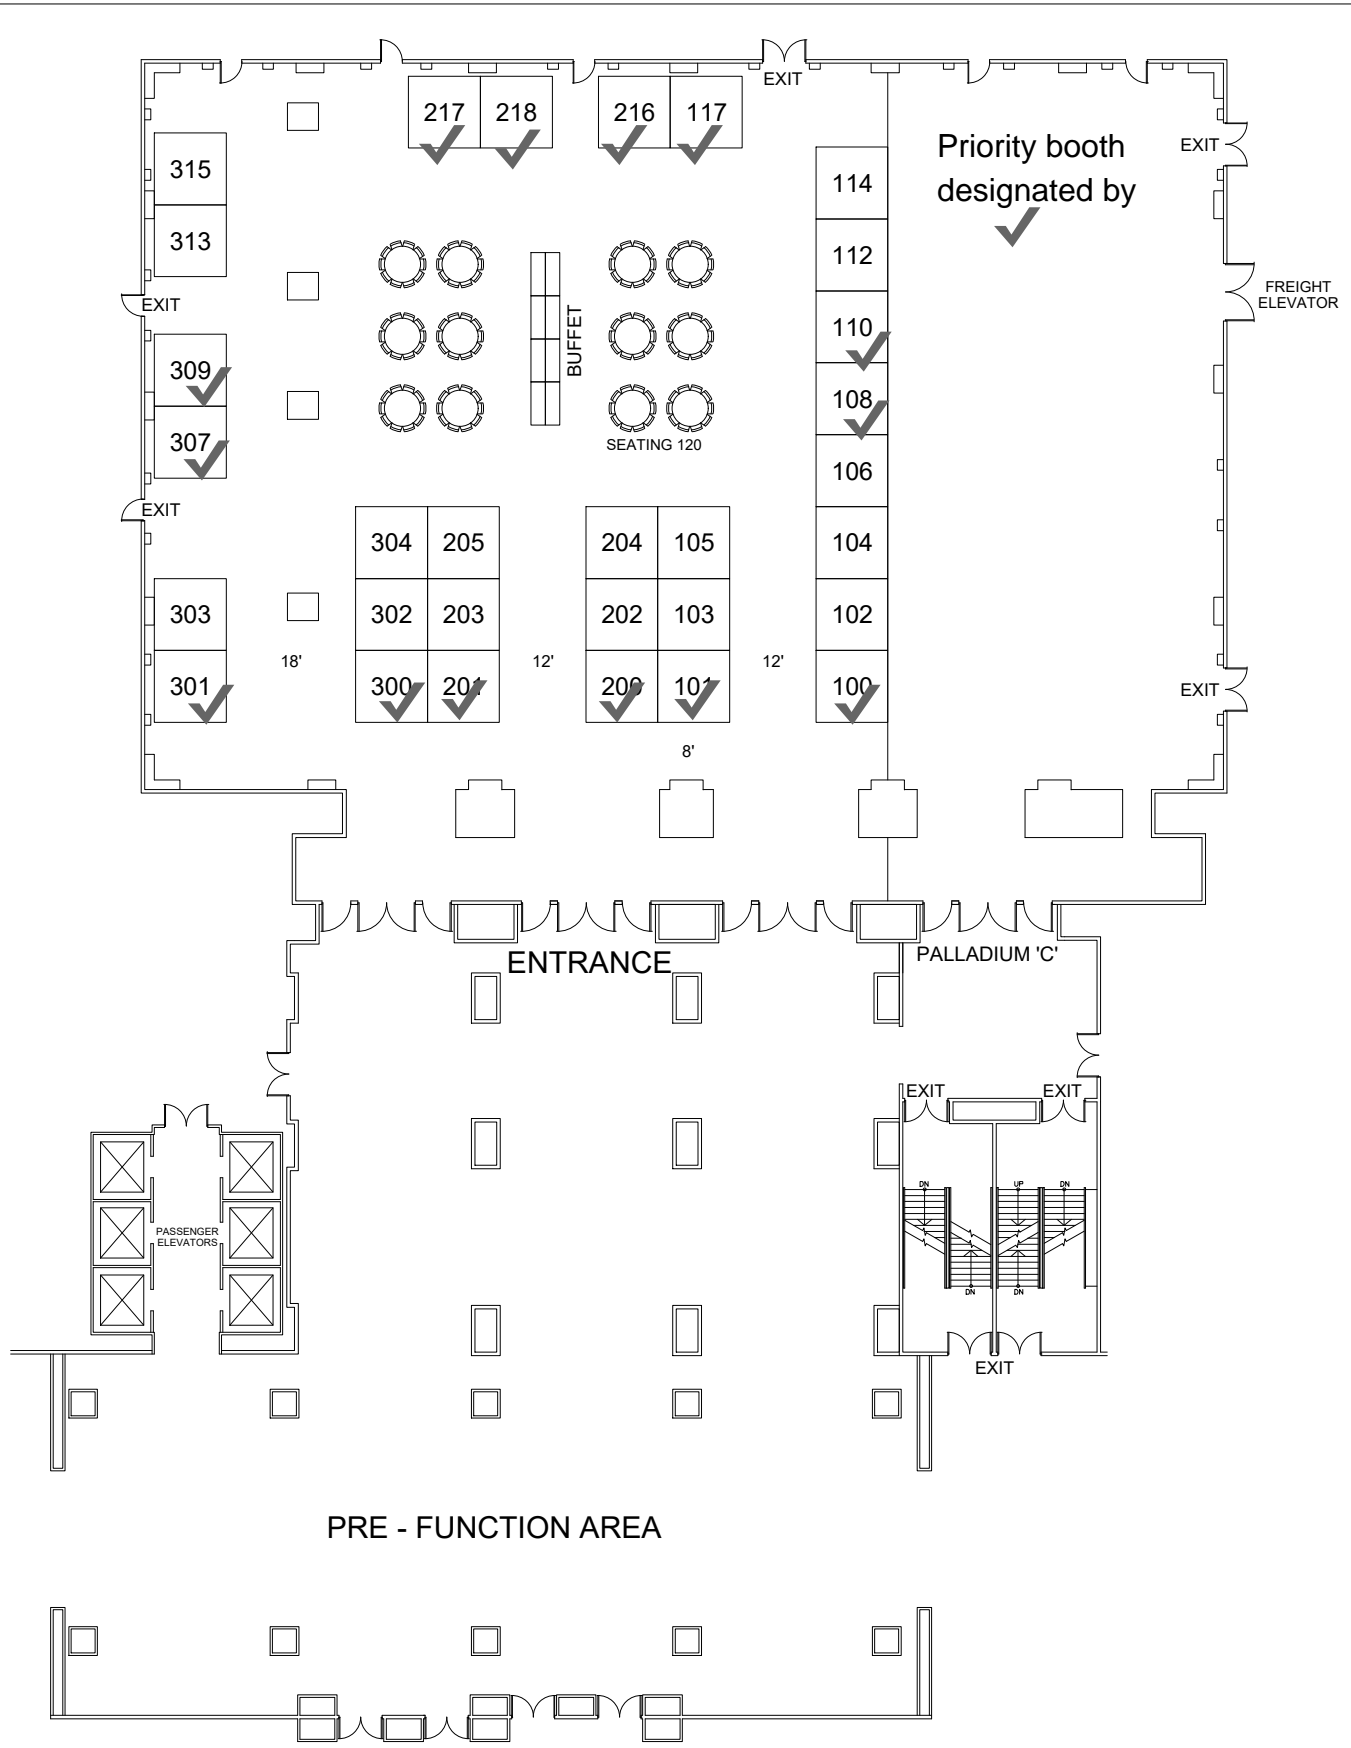 EXIT
217 218 216 117
315
313
114
Priority booth
designated by
EXIT
112
110
108
106
104
102
100
EXIT
FREIGHT
ELEVATOR
309
307
BUFFET
SEATING 120
EXIT
304 205
302 203
300 201
204 105
202 103
200 101
303
301
18'
12'
12'
8'
EXIT
ENTRANCE
PALLADIUM 'C'
EXIT EXIT
DN UP DN
DN DN
EXIT
PASSENGER
ELEVATORS
PRE - FUNCTION AREA